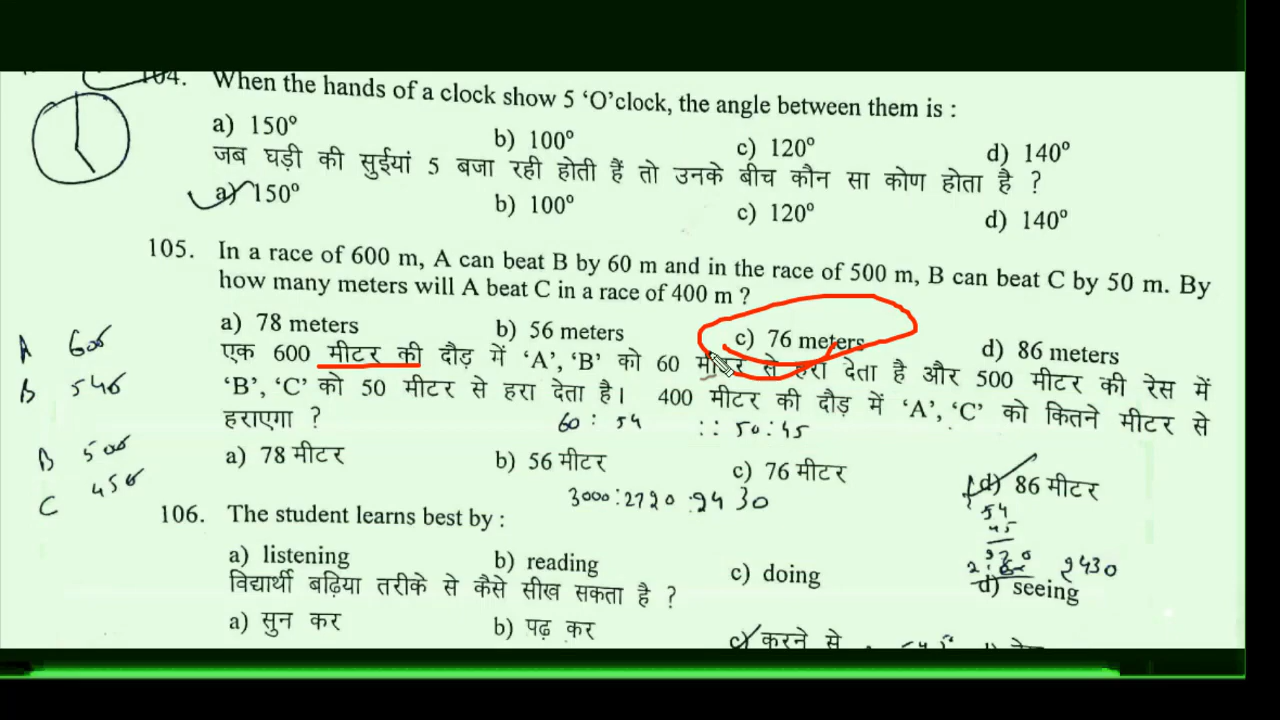 104. When the hands of a clock show 5 ‘O’clock, the angle between them is :
a) 150° b) 100° c) 120° d) 140°
जब घड़ी की सुईयां 5 बजा रही होती हैं तो उनके बीच कौन सा कोण होता है ?
a) 150° b) 100° c) 120° d) 140°
105. In a race of 600 m, A can beat B by 60 m and in the race of 500 m, B can beat C by 50 m. By
how many meters will A beat C in a race of 400 m ?
a) 78 meters b) 56 meters c) 76 meters d) 86 meters
एक 600 मीटर की दौड़ में ‘A’, ‘B’ को 60 मीटर से हरा देता है और 500 मीटर की रेस में
‘B’, ‘C’ को 50 मीटर से हरा देता है। 400 मीटर की दौड़ में ‘A’, ‘C’ को कितने मीटर से
हराएगा ?
a) 78 मीटर b) 56 मीटर c) 76 मीटर d) 86 मीटर
A 600
B 540
B 500
C 450
60 : 54 :: 50 : 45
3000 : 2720 : 2430
54
45
2430
106. The student learns best by :
a) listening b) reading c) doing d) seeing
विद्यार्थी बढ़िया तरीके से कैसे सीख सकता है ?
a) सुन कर b) पढ़ कर c) करने से